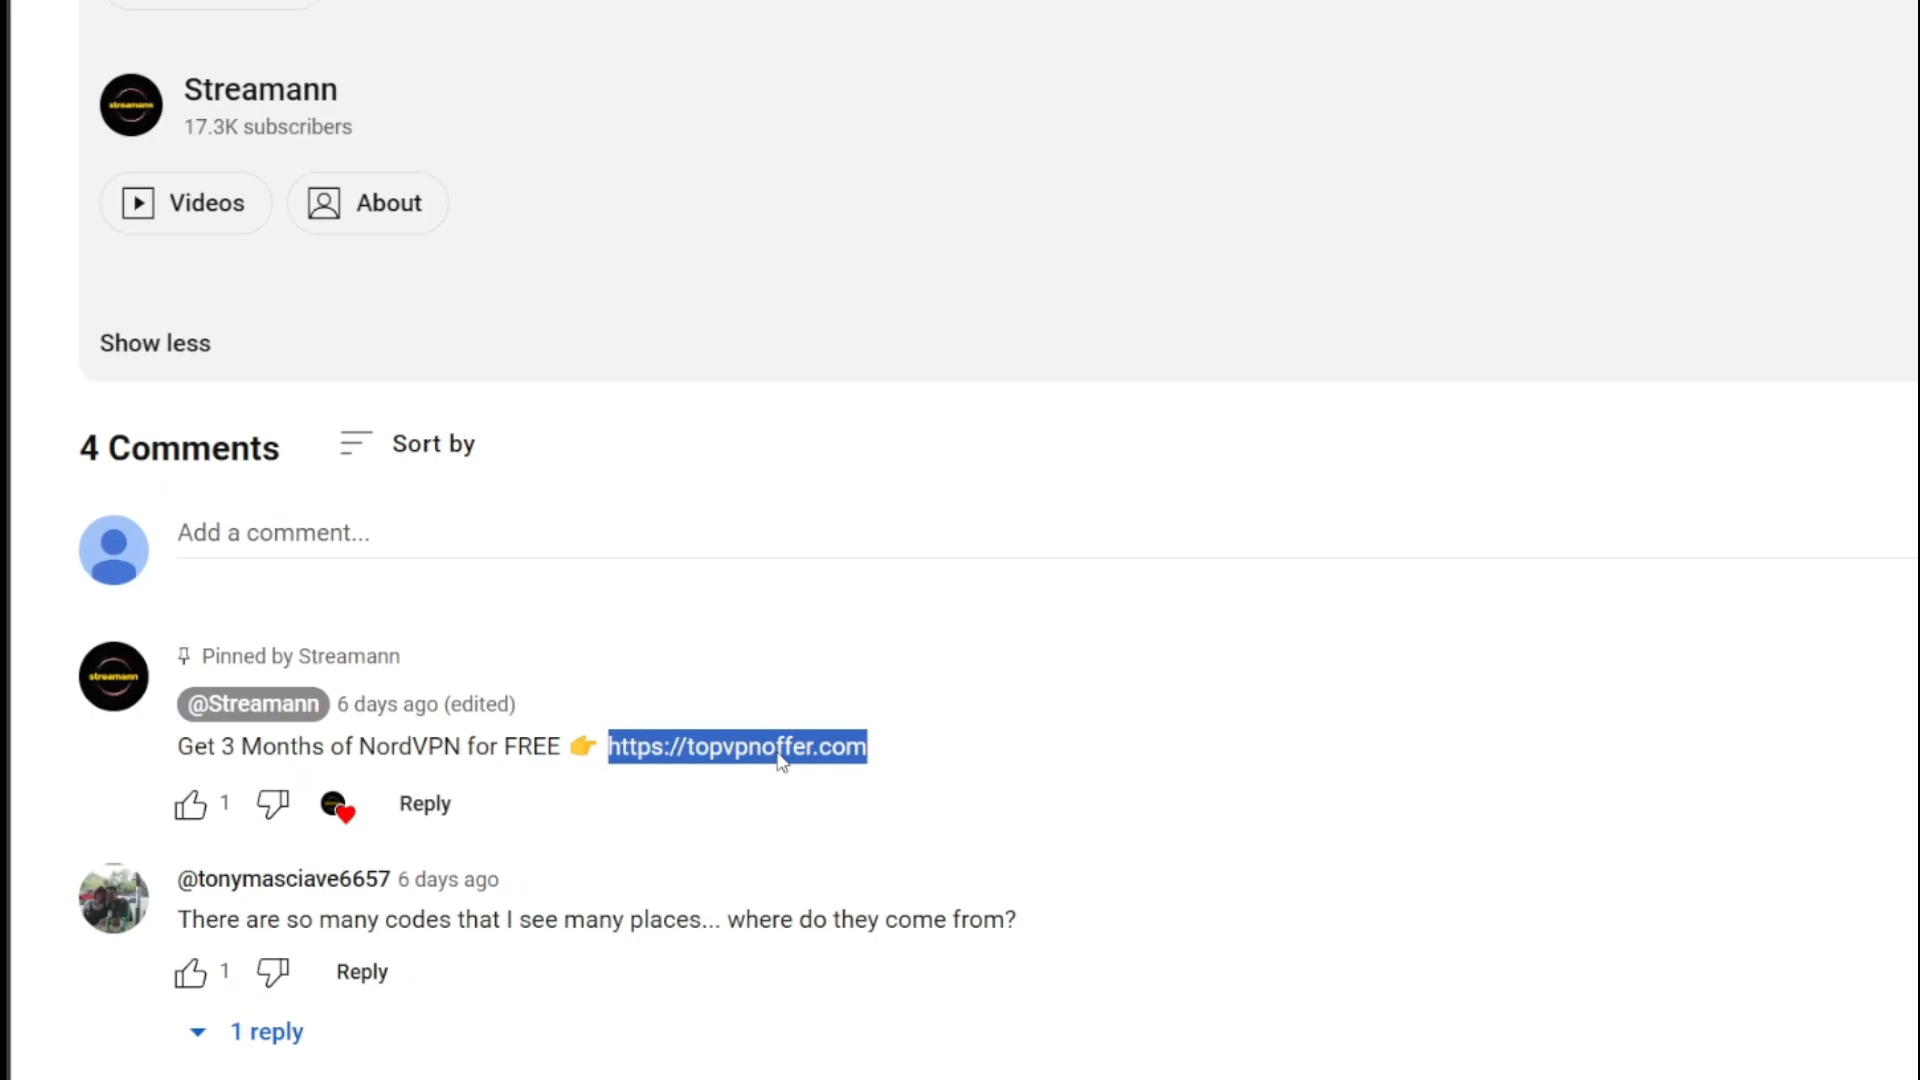 streamann
Streamann
17.3K subscribers
Videos
About
Show less
4 Comments
Sort by
Add a comment...
streamann
Pinned by Streamann
@Streamann 6 days ago (edited)
Get 3 Months of NordVPN for FREE 👉 https://topvpnoffer.com
1
Reply
@tonymasciave6657 6 days ago
There are so many codes that I see many places... where do they come from?
1
Reply
1 reply